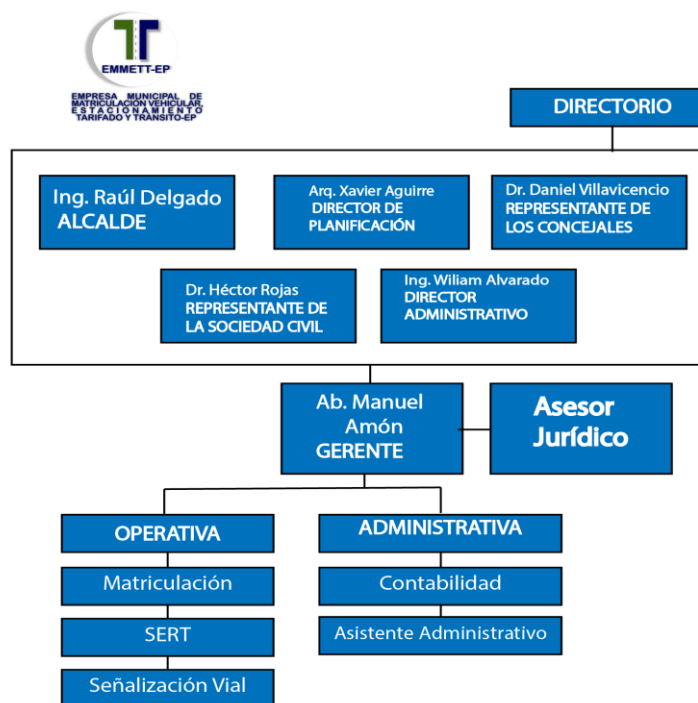 EMMETT-EP
EMPRESA MUNICIPAL DE
MATRICULACIÓN VEHICULAR,
ESTACIONAMIENTO
TARIFADO Y TRÁNSITO-EP
DIRECTORIO
Ing. Raúl Delgado
ALCALDE
Arq. Xavier Aguirre
DIRECTOR DE
PLANIFICACIÓN
Dr. Daniel Villavicencio
REPRESENTANTE DE
LOS CONCEJALES
Dr. Héctor Rojas
REPRESENTANTE DE
LA SOCIEDAD CIVIL
Ing. Wiliam Alvarado
DIRECTOR
ADMINISTRATIVO
Ab. Manuel
Amón
GERENTE
Asesor
Jurídico
OPERATIVA
Matriculación
SERT
Señalización Vial
ADMINISTRATIVA
Contabilidad
Asistente Administrativo